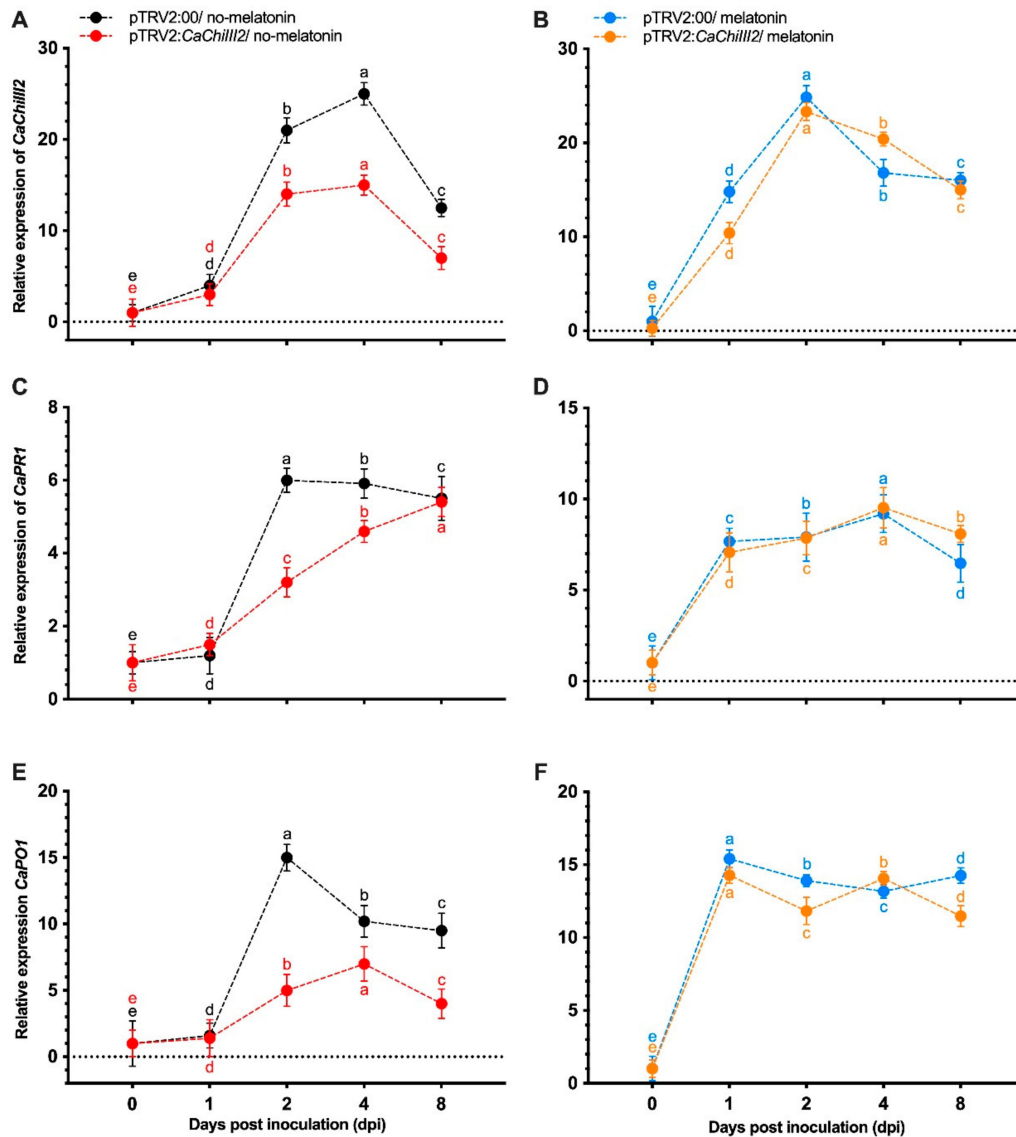 A
pTRV2:00/ no-melatonin
pTRV2:CaChiIII2/ no-melatonin
Relative expression of CaChiIII2
30
20
10
0
e
e
d
d
b
b
a
a
c
c
B
pTRV2:00/ melatonin
pTRV2:CaChiIII2/ melatonin
30
20
10
0
e
e
d
d
a
a
b
b
c
c
C
Relative expression of CaPR1
8
6
4
2
0
e
e
d
d
a
c
b
b
c
a
D
15
10
5
0
e
e
c
d
b
c
a
a
b
d
E
Relative expression CaPO1
20
15
10
5
0
e
e
d
d
a
b
b
a
c
c
0 1 2 4 8
Days post inoculation (dpi)
F
20
15
10
5
0
e
e
a
a
b
c
b
c
d
d
0 1 2 4 8
Days post inoculation (dpi)